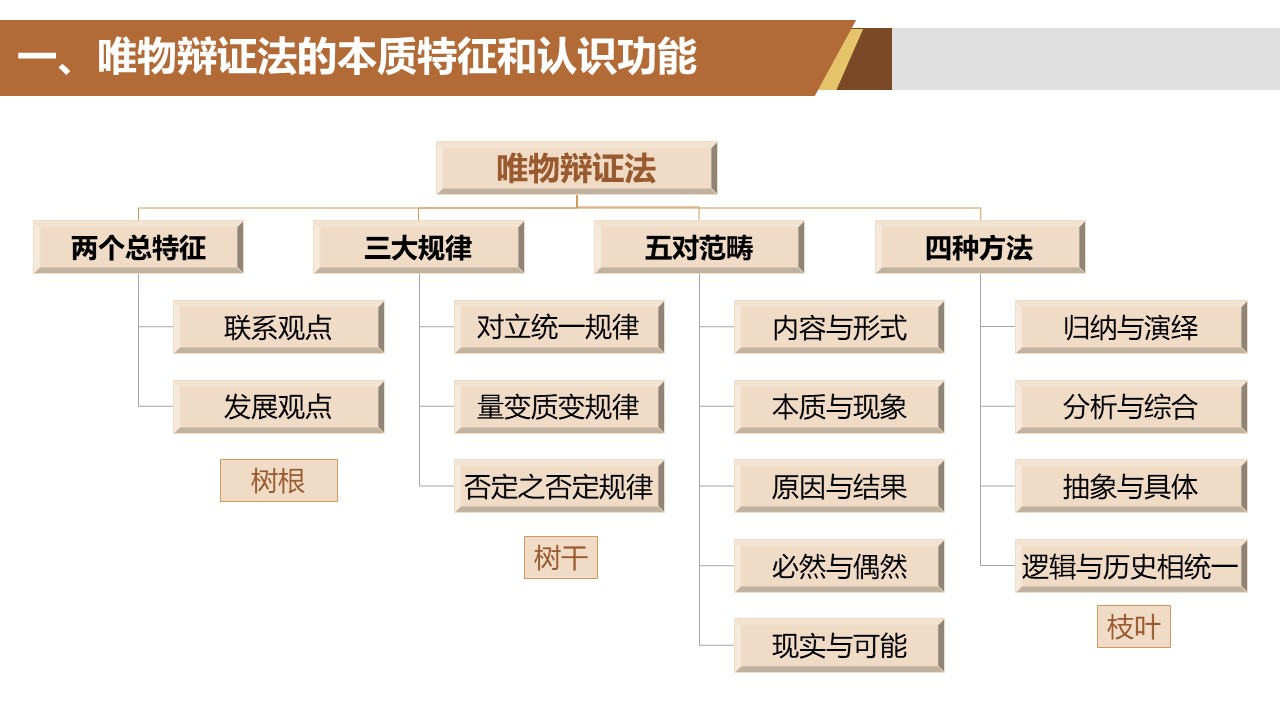 一、唯物辩证法的本质特征和认识功能
唯物辩证法
两个总特征
联系观点
发展观点
树根
三大规律
对立统一规律
量变质变规律
否定之否定规律
树干
五对范畴
内容与形式
本质与现象
原因与结果
必然与偶然
现实与可能
四种方法
归纳与演绎
分析与综合
抽象与具体
逻辑与历史相统一
枝叶